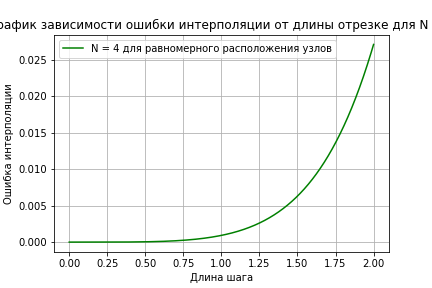 рафик зависимости ошибки интерполяции от длины отрезке для N
N = 4 для равномерного расположения узлов
Ошибка интерполяции
0.025
0.020
0.015
0.010
0.005
0.000
0.00 0.25 0.50 0.75 1.00 1.25 1.50 1.75 2.00
Длина шага